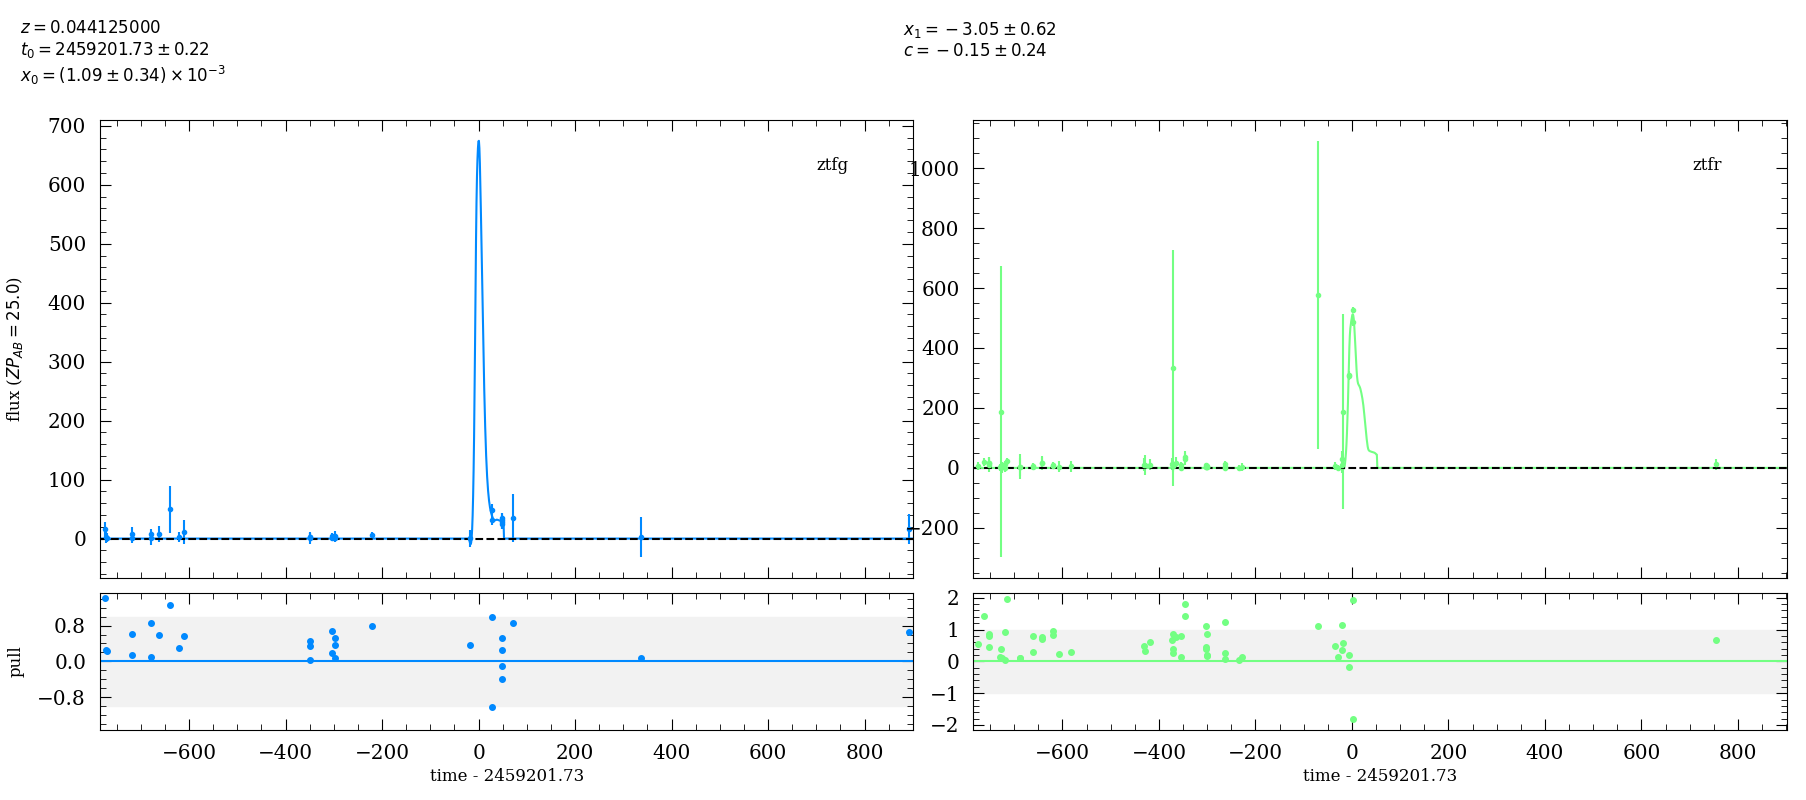 z = 0.044125000
t₀ = 2459201.73 ± 0.22
x₀ = (1.09 ± 0.34) × 10⁻³
x₁ = −3.05 ± 0.62
c = −0.15 ± 0.24
700
600
500
400
300
200
100
0
flux (ZP_AB = 25.0)
ztfg
1000
800
600
400
200
0
−200
ztfr
0.8
0.0
−0.8
pull
−600 −400 −200 0 200 400 600 800
time - 2459201.73
2
1
0
−1
−2
−600 −400 −200 0 200 400 600 800
time - 2459201.73